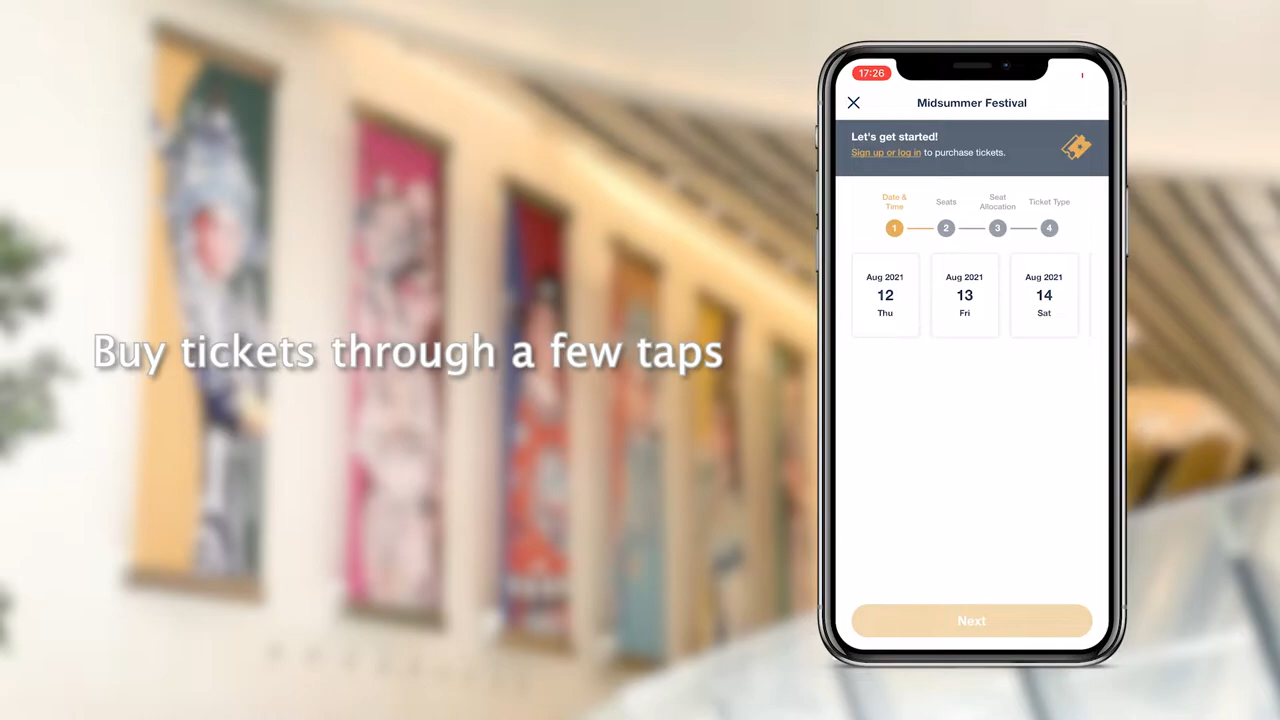 Buy tickets through a few taps
17:26
Midsummer Festival
Let's get started!
Sign up or log in to purchase tickets.
Date & Time
Seats
Seat Allocation
Ticket Type
1
2
3
4
Aug 2021
12
Thu
Aug 2021
13
Fri
Aug 2021
14
Sat
Next